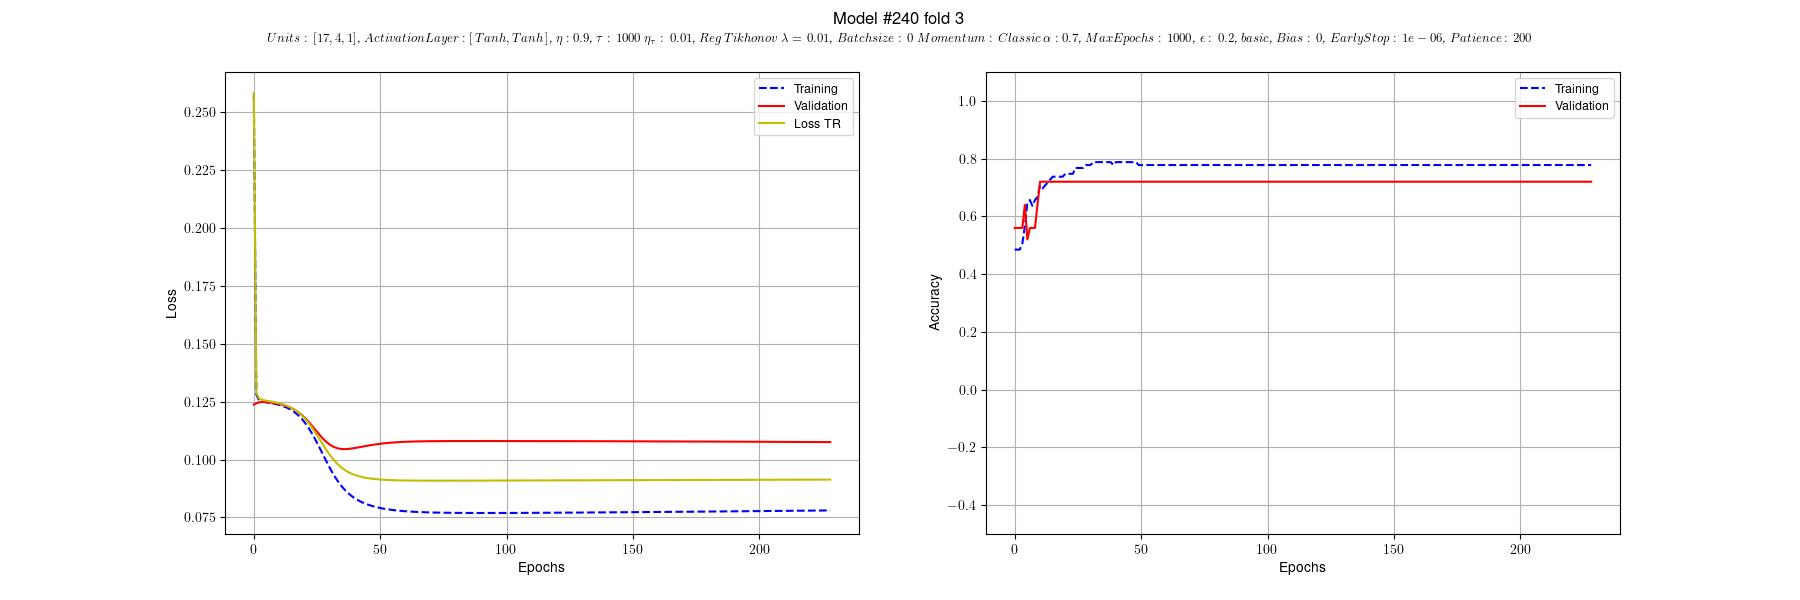 Model #240 fold 3
Units : [17, 4, 1], ActivationLayer : [Tanh, Tanh], η : 0.9, τ : 1000 ητ : 0.01, Reg Tikhonov λ = 0.01, Batchsize : 0 Momentum : Classic α : 0.7, MaxEpochs : 1000, ϵ : 0.2, basic, Bias : 0, EarlyStop : 1e − 06, Patience : 200
Training
Validation
Loss TR
0.250
0.225
0.200
0.175
0.150
0.125
0.100
0.075
Loss
0 50 100 150 200
Epochs
Training
Validation
1.0
0.8
0.6
0.4
0.2
0.0
−0.2
−0.4
Accuracy
0 50 100 150 200
Epochs